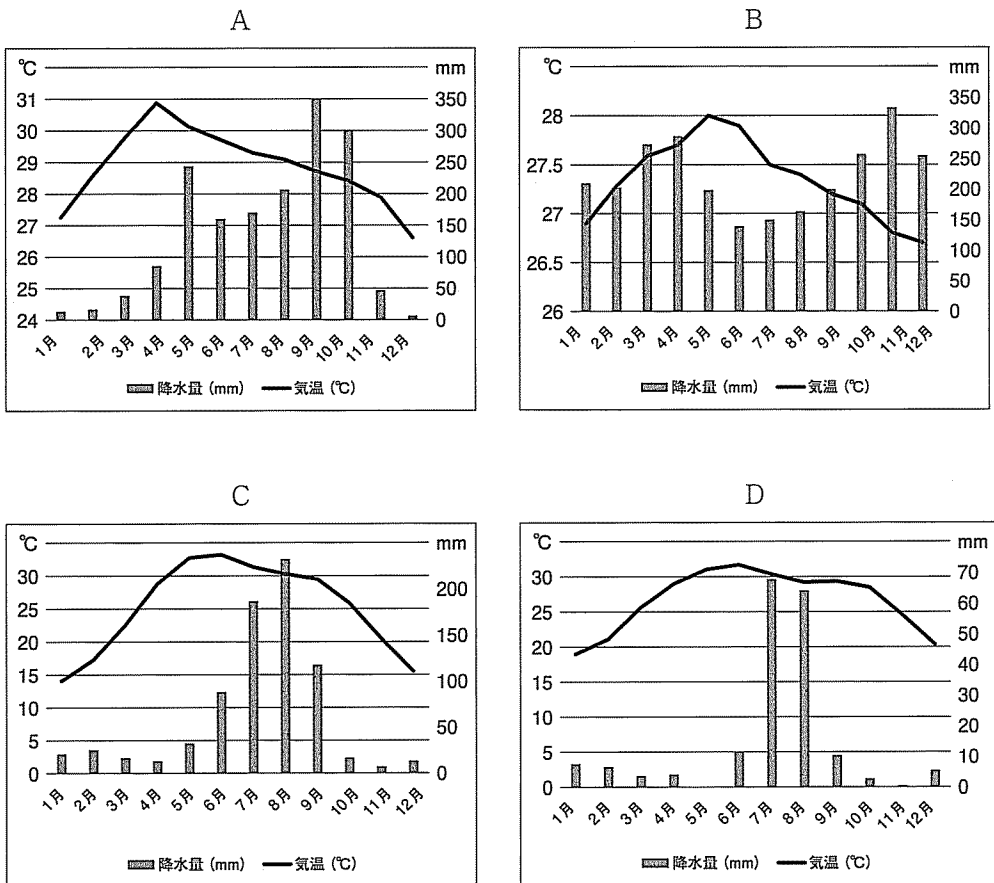 A
℃ mm
31 350
30 300
29 250
28 200
27 150
26 100
25 50
24 0
1月 2月 3月 4月 5月 6月 7月 8月 9月 10月 11月 12月
降水量(mm) 気温(℃)
B
℃ mm
350
28 300
27.5 250
200
27 150
26.5 100
50
26 0
1月 2月 3月 4月 5月 6月 7月 8月 9月 10月 11月 12月
降水量(mm) 気温(℃)
C
℃ mm
30
25 200
20 150
15 100
10
5 50
0 0
1月 2月 3月 4月 5月 6月 7月 8月 9月 10月 11月 12月
降水量(mm) 気温(℃)
D
℃ mm
30 70
25 60
20 50
15 40
10 30
20
5 10
0 0
1月 2月 3月 4月 5月 6月 7月 8月 9月 10月 11月 12月
降水量(mm) 気温(℃)